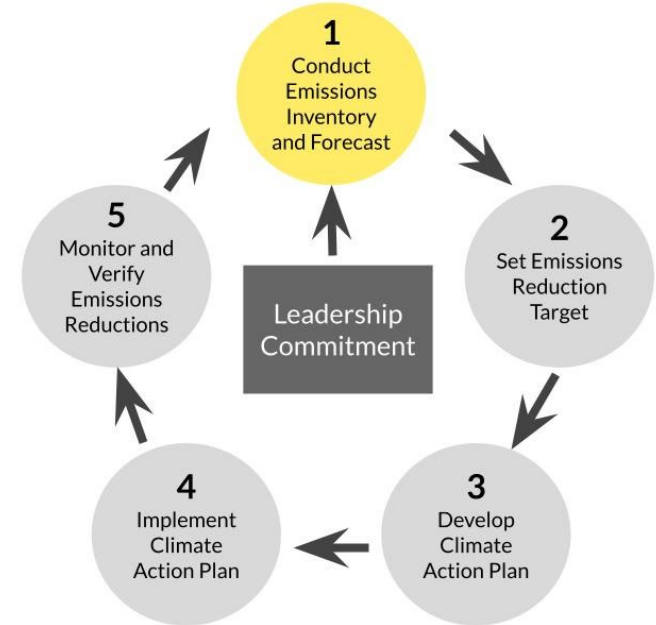 1
Conduct
Emissions
Inventory
and Forecast
2
Set Emissions
Reduction
Target
3
Develop
Climate
Action Plan
4
Implement
Climate
Action Plan
5
Monitor and
Verify
Emissions
Reductions
Leadership
Commitment